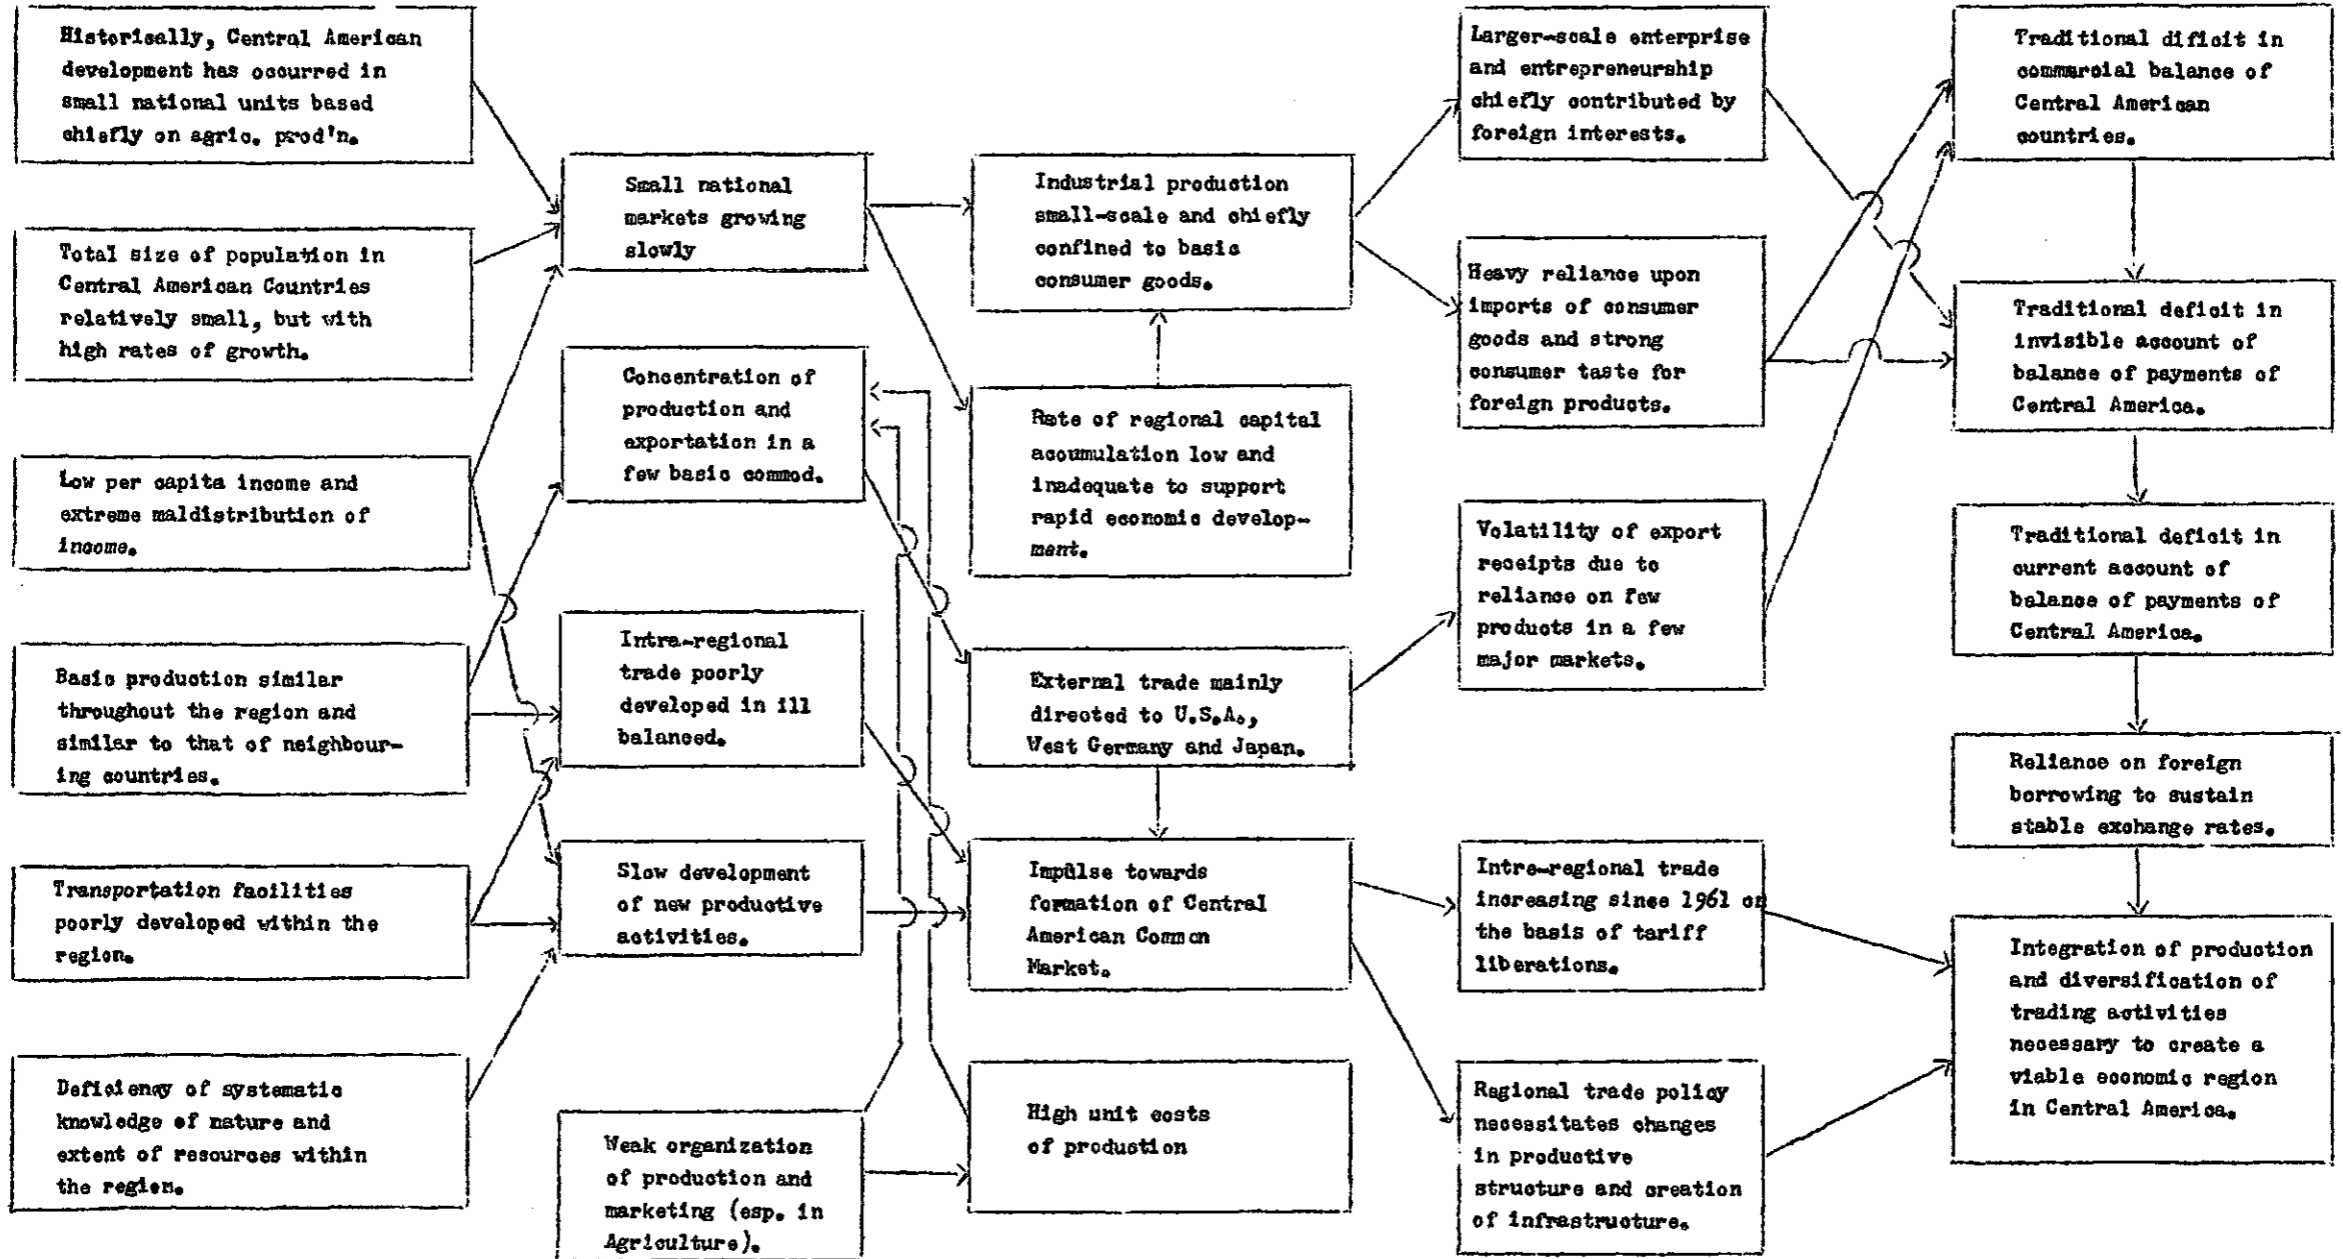 Historically, Central American
development has occurred in
small national units based
chiefly on agric. prod'n.
Total size of population in
Central American Countries
relatively small, but with
high rates of growth.
Low per capita income and
extreme maldistribution of
income.
Basic production similar
throughout the region and
similar to that of neighbour-
ing countries.
Transportation facilities
poorly developed within the
region.
Deficiency of systematic
knowledge of nature and
extent of resources within
the region.
Small national
markets growing
slowly
Concentration of
production and
exportation in a
few basic commod.
Intra-regional
trade poorly
developed in ill
balanced.
Slow development
of new productive
activities.
Weak organization
of production and
marketing (esp. in
Agriculture).
Industrial production
small-scale and chiefly
confined to basic
consumer goods.
Rate of regional capital
accumulation low and
inadequate to support
rapid economic develop-
ment.
External trade mainly
directed to U.S.A.,
West Germany and Japan.
Impulse towards
formation of Central
American Common
Market.
High unit costs
of production
Larger-scale enterprise
and entrepreneurship
chiefly contributed by
foreign interests.
Heavy reliance upon
imports of consumer
goods and strong
consumer taste for
foreign products.
Volatility of export
receipts due to
reliance on few
products in a few
major markets.
Intre-regional trade
increasing since 1961 on
the basis of tariff
liberations.
Regional trade policy
necessitates changes
in productive
structure and creation
of infrastructure.
Traditional dificit in
commercial balance of
Central American
countries.
Traditional deficit in
invisible account of
balance of payments of
Central America.
Traditional deficit in
current account of
balance of payments of
Central America.
Reliance on foreign
borrowing to sustain
stable exchange rates.
Integration of production
and diversification of
trading activities
necessary to create a
viable economic region
in Central America.